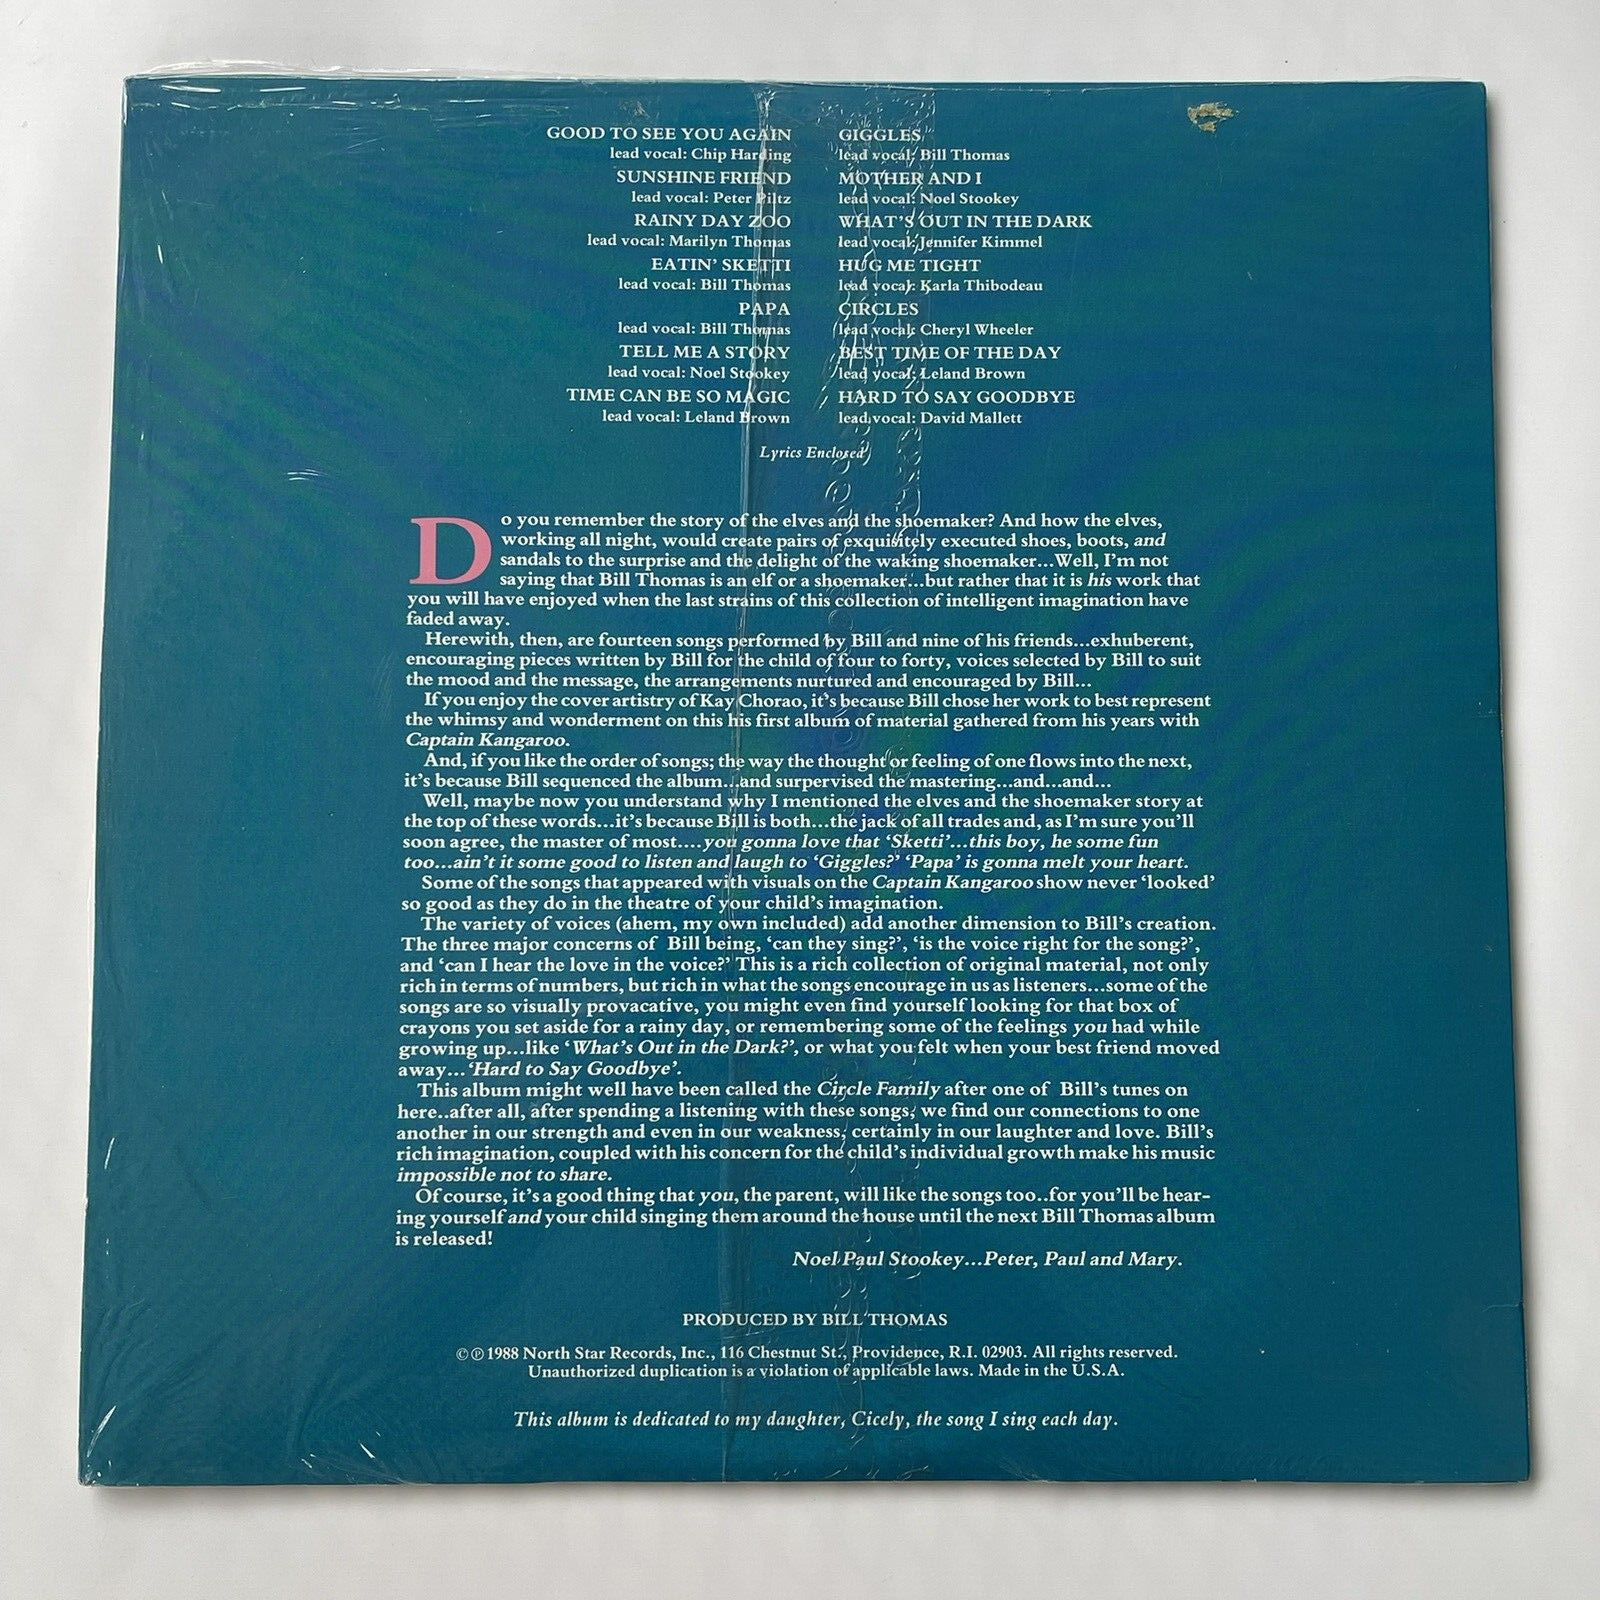 GOOD TO SEE YOU AGAIN
lead vocal: Chip Harding
SUNSHINE FRIEND
lead vocal: Peter Piltz
RAINY DAY ZOO
lead vocal: Marilyn Thomas
EATIN' SKETTI
lead vocal: Bill Thomas
PAPA
lead vocal: Bill Thomas
TELL ME A STORY
lead vocal: Noel Stookey
TIME CAN BE SO MAGIC
lead vocal: Leland Brown
GIGGLES
lead vocal: Bill Thomas
MOTHER AND I
lead vocal: Noel Stookey
WHAT'S OUT IN THE DARK
lead vocal: Jennifer Kimmel
HUG ME TIGHT
lead vocal: Karla Thibodeau
CIRCLES
lead vocal: Cheryl Wheeler
BEST TIME OF THE DAY
lead vocal: Leland Brown
HARD TO SAY GOODBYE
lead vocal: David Mallett
Lyrics Enclosed
Do you remember the story of the elves and the shoemaker? And how the elves,
working all night, would create pairs of exquisitely executed shoes, boots, and
sandals to the surprise and the delight of the waking shoemaker...Well, I'm not
saying that Bill Thomas is an elf or a shoemaker...but rather that it is his work that
you will have enjoyed when the last strains of this collection of intelligent imagination have
faded away.
Herewith, then, are fourteen songs performed by Bill and nine of his friends...exhuberent,
encouraging pieces written by Bill for the child of four to forty, voices selected by Bill to suit
the mood and the message, the arrangements nurtured and encouraged by Bill...
If you enjoy the cover artistry of Kay Chorao, it's because Bill chose her work to best represent
the whimsy and wonderment on this his first album of material gathered from his years with
Captain Kangaroo.
And, if you like the order of songs; the way the thought or feeling of one flows into the next,
it's because Bill sequenced the album...and surpervised the mastering...and...and...
Well, maybe now you understand why I mentioned the elves and the shoemaker story at
the top of these words...it's because Bill is both...the jack of all trades and, as I'm sure you'll
soon agree, the master of most....you gonna love that 'Sketti'...this boy, he some fun
too...ain't it some good to listen and laugh to 'Giggles?' 'Papa' is gonna melt your heart.
Some of the songs that appeared with visuals on the Captain Kangaroo show never 'looked'
so good as they do in the theatre of your child's imagination.
The variety of voices (ahem, my own included) add another dimension to Bill's creation.
The three major concerns of Bill being, 'can they sing?', 'is the voice right for the song?',
and 'can I hear the love in the voice?' This is a rich collection of original material, not only
rich in terms of numbers, but rich in what the songs encourage in us as listeners...some of the
songs are so visually provacative, you might even find yourself looking for that box of
crayons you set aside for a rainy day, or remembering some of the feelings you had while
growing up...like 'What's Out in the Dark?', or what you felt when your best friend moved
away...'Hard to Say Goodbye'.
This album might well have been called the Circle Family after one of Bill's tunes on
here..after all, after spending a listening with these songs, we find our connections to one
another in our strength and even in our weakness, certainly in our laughter and love. Bill's
rich imagination, coupled with his concern for the child's individual growth make his music
impossible not to share.
Of course, it's a good thing that you, the parent, will like the songs too..for you'll be hear-
ing yourself and your child singing them around the house until the next Bill Thomas album
is released!
Noel Paul Stookey...Peter, Paul and Mary.
PRODUCED BY BILL THOMAS
© ℗ 1988 North Star Records, Inc., 116 Chestnut St., Providence, R.I. 02903. All rights reserved.
Unauthorized duplication is a violation of applicable laws. Made in the U.S.A.
This album is dedicated to my daughter, Cicely, the song I sing each day.